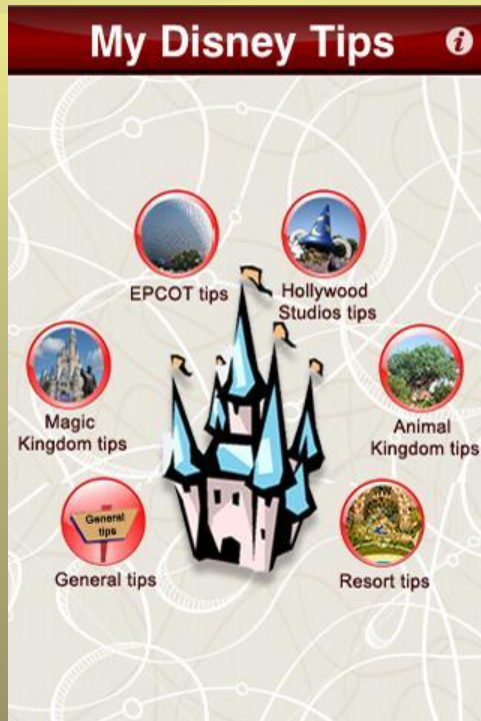 My Disney Tips
i
EPCOT tips
Hollywood
Studios tips
Magic
Kingdom tips
Animal
Kingdom tips
General
tips
General tips
Resort tips